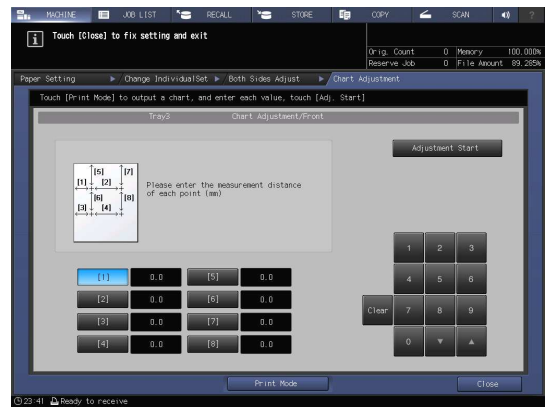 MACHINE JOB LIST RECALL STORE COPY SCAN ?
Touch [Close] to fix setting and exit
Orig. Count 0 Memory 100.000%
Reserve Job 0 File Amount 89.285%
Paper Setting Change IndividualSet Both Sides Adjust Chart Adjustment
Touch [Print Mode] to output a chart, and enter each value, touch [Adj. Start]
Tray3 Chart Adjustment/Front
Adjustment Start
[5] [7]
[1] [2]
[6] [8]
[3] [4]
Please enter the measurement distance
of each point (mm)
[1] 0.0 [5] 0.0
[2] 0.0 [6] 0.0
[3] 0.0 [7] 0.0
[4] 0.0 [8] 0.0
1 2 3
4 5 6
Clear 7 8 9
0 ▼ ▲
Print Mode Close
23:41 Ready to receive